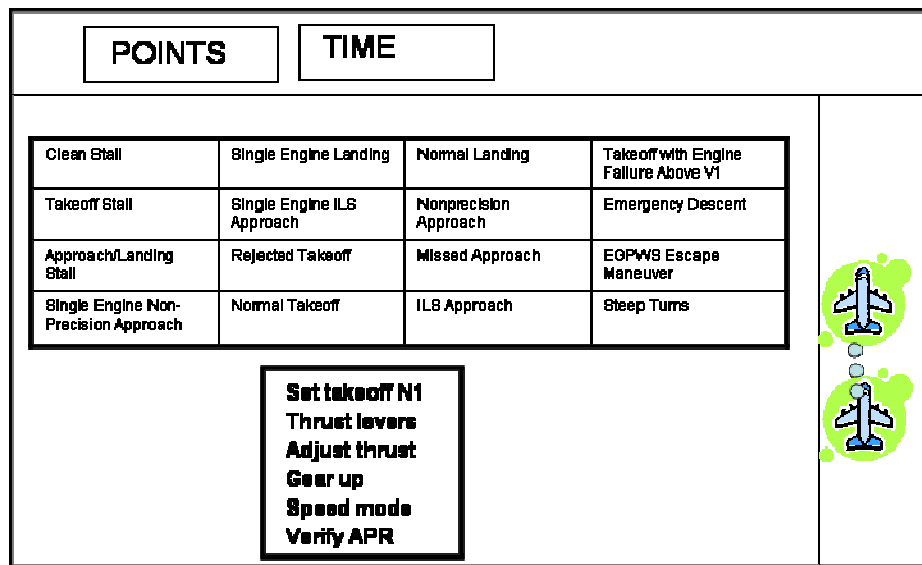 POINTS
TIME
Clean Stall
Single Engine Landing
Normal Landing
Takeoff with Engine
Failure Above V1
Takeoff Stall
Single Engine ILS
Approach
Nonprecision
Approach
Emergency Descent
Approach/Landing
Stall
Rejected Takeoff
Missed Approach
EGPWS Escape
Maneuver
Single Engine Non-
Precision Approach
Normal Takeoff
ILS Approach
Steep Turns
Set takeoff N1
Thrust levers
Adjust thrust
Gear up
Speed mode
Verify APR